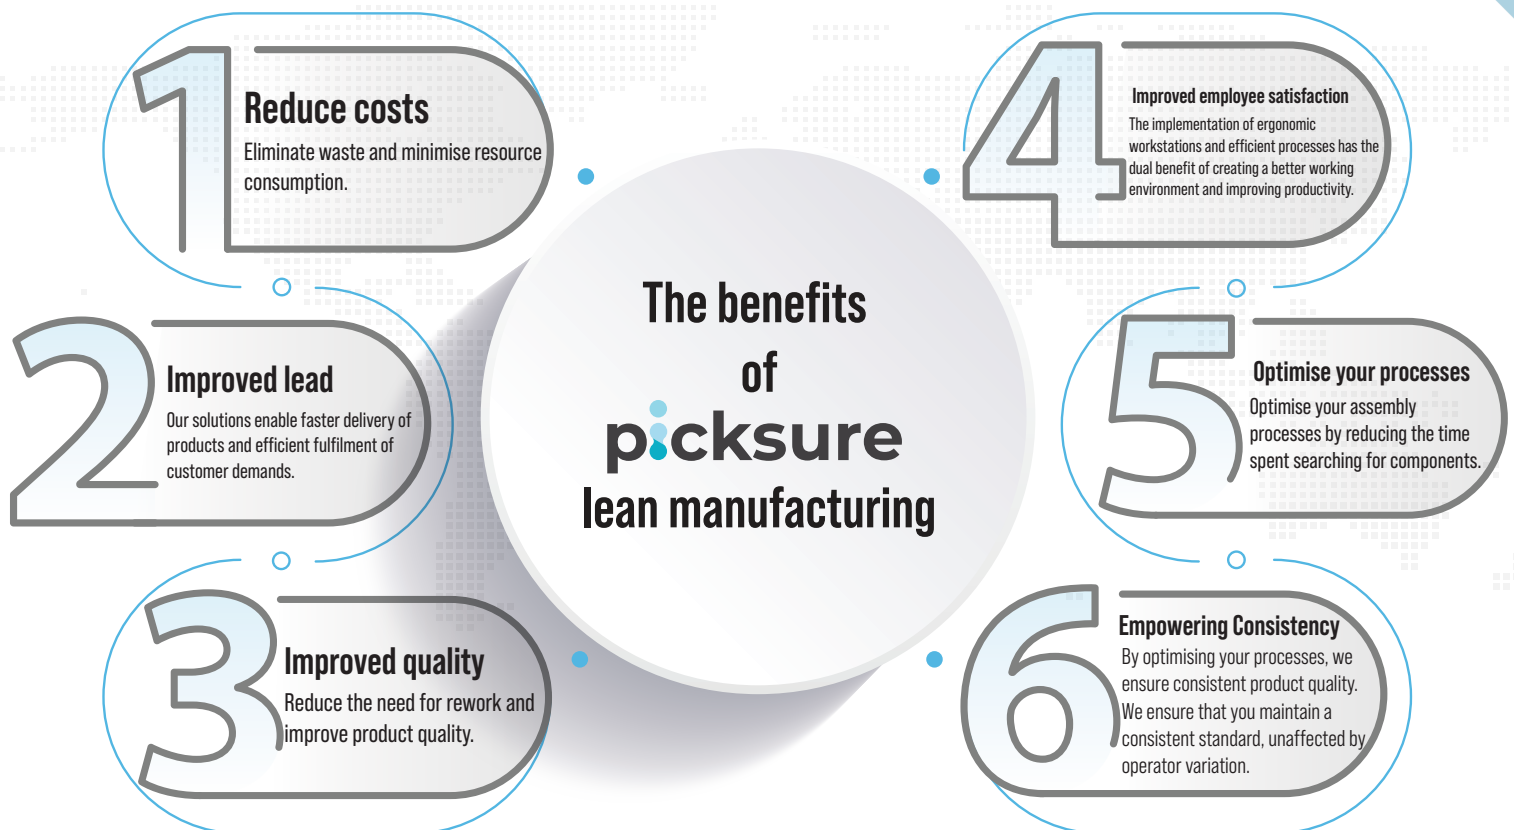 1
Reduce costs
Eliminate waste and minimise resource
consumption.
2
Improved lead
Our solutions enable faster delivery of
products and efficient fulfilment of
customer demands.
3
Improved quality
Reduce the need for rework and
improve product quality.
The benefits
of
picksure
lean manufacturing
4
Improved employee satisfaction
The implementation of ergonomic
workstations and efficient processes has the
dual benefit of creating a better working
environment and improving productivity.
5
Optimise your processes
Optimise your assembly
processes by reducing the time
spent searching for components.
6
Empowering Consistency
By optimising your processes, we
ensure consistent product quality.
We ensure that you maintain a
consistent standard, unaffected by
operator variation.